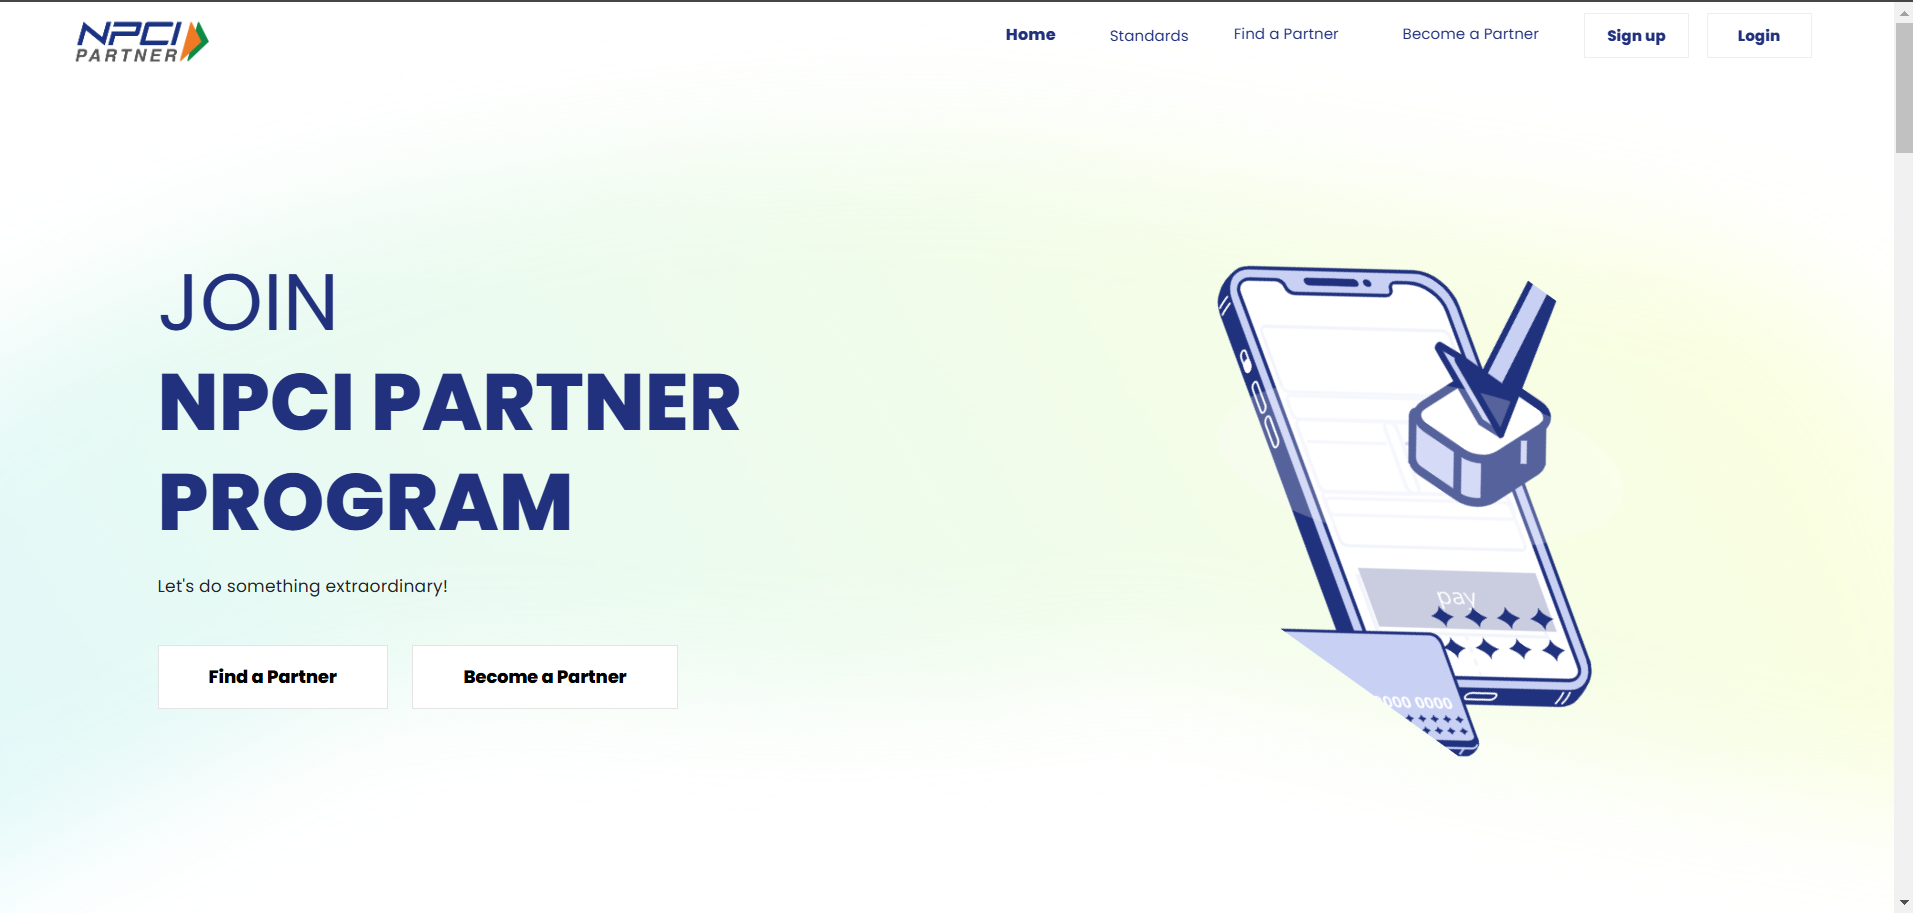 NPCI
PARTNER
Home
Standards
Find a Partner
Become a Partner
Sign up
Login
JOIN
NPCI PARTNER
PROGRAM
Let's do something extraordinary!
Find a Partner
Become a Partner
pay
0000 0000